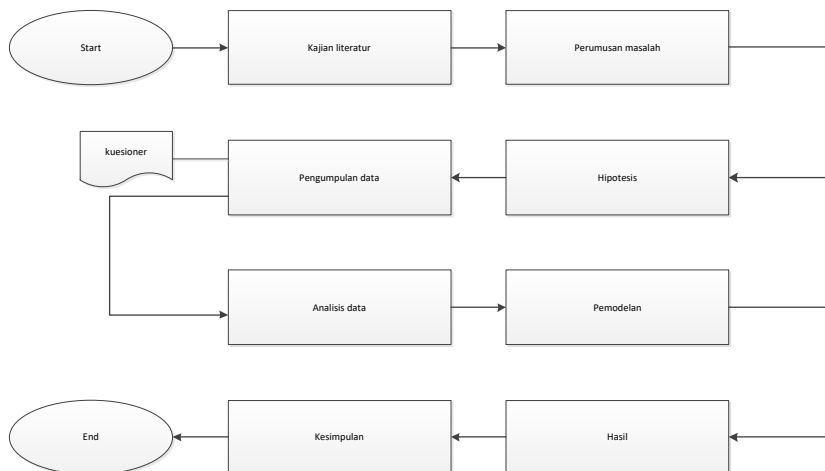 Start
Kajian literatur
Perumusan masalah
kuesioner
Pengumpulan data
Hipotesis
Analisis data
Pemodelan
End
Kesimpulan
Hasil